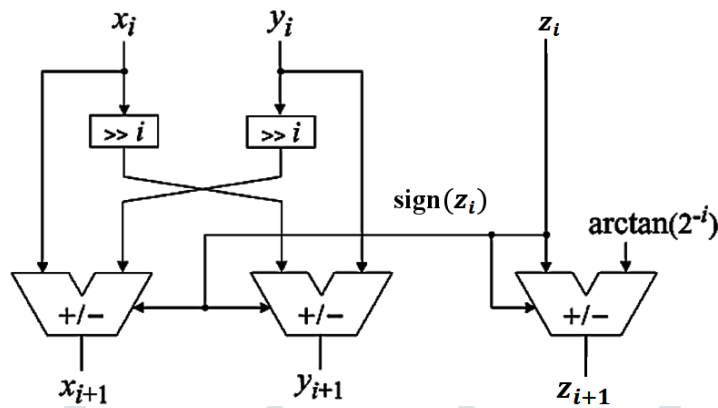 xᵢ yᵢ zᵢ
>> i >> i
sign(zᵢ)
arctan(2⁻ⁱ)
+/− +/− +/−
xᵢ₊₁ yᵢ₊₁ zᵢ₊₁